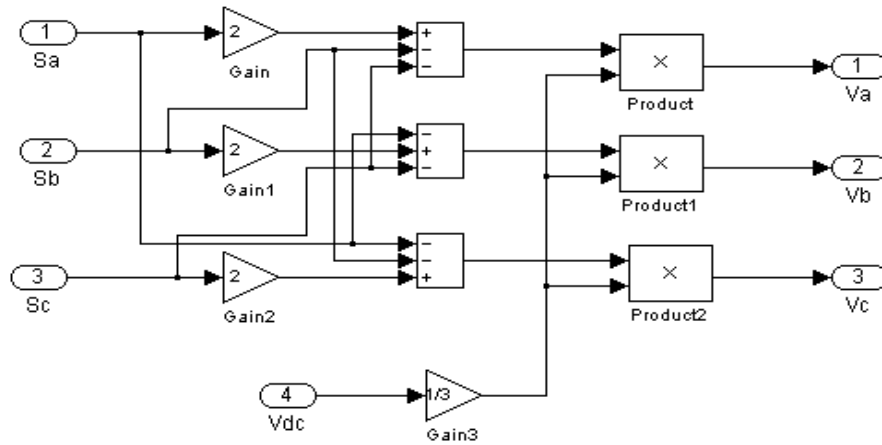 1
Sa
2
Gain
+
−
−
×
Product
1
Va
2
Sb
2
Gain1
−
+
−
×
Product1
2
Vb
3
Sc
2
Gain2
−
−
+
×
Product2
3
Vc
4
Vdc
1/3
Gain3